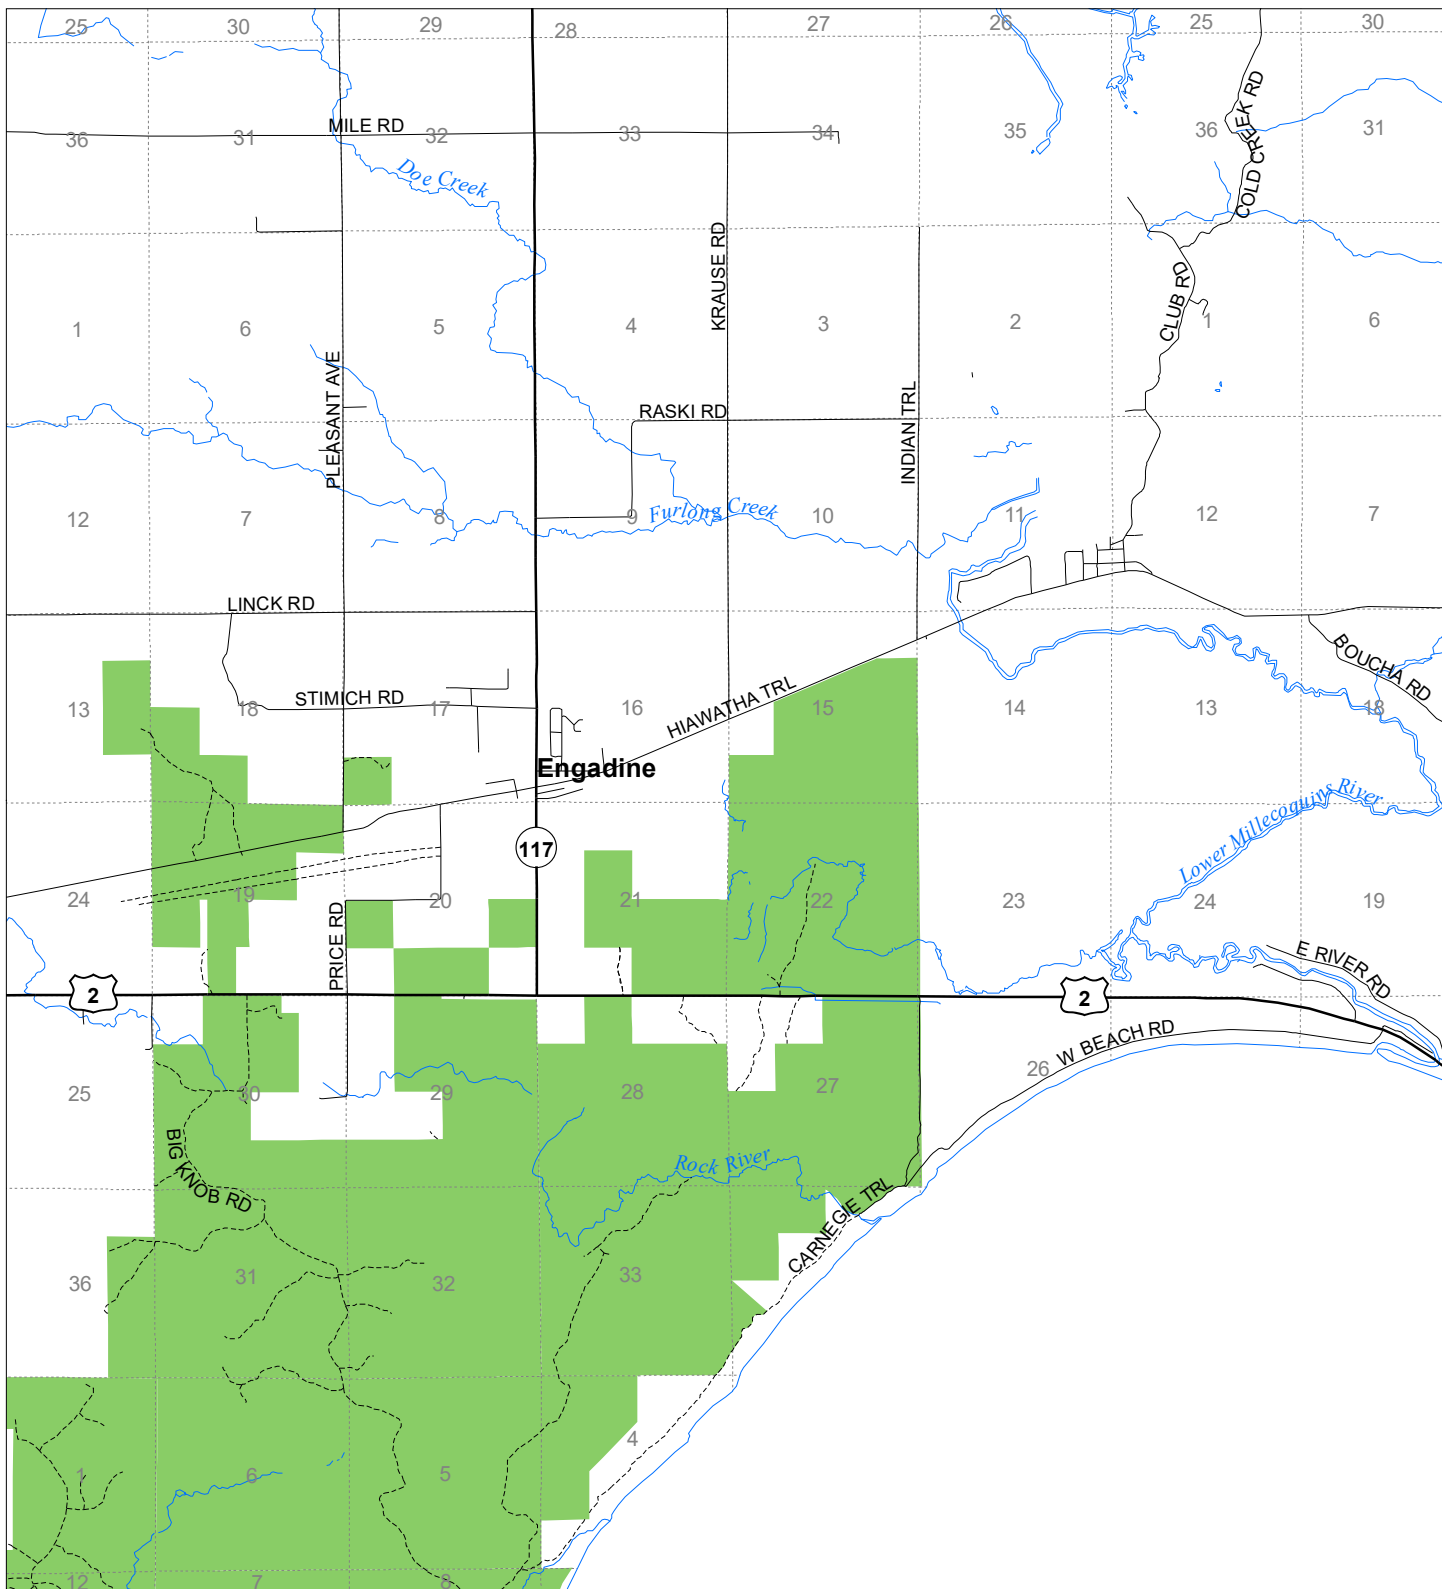 25 30 29 28 27 26 25 30
36 31 MILE RD 32 33 34 35 36 31
COLD CREEK RD
Doe Creek
KRAUSE RD
CLUB RD
1 6 5 4 3 2 1 6
PLEASANT AVE
RASKI RD
INDIAN TRL
12 7 8 9 Furlong Creek 10 11 12 7
LINCK RD
BOUCHA RD
HIAWATHA TRL
STIMICH RD
13 18 17 16 15 14 13 18
Engadine
Lower Millecoquins River
117
24 19 20 21 22 23 24 19
PRICE RD
E RIVER RD
2
2
W BEACH RD
25 30 29 28 27 26
BIG KNOB RD
Rock River
CARNEGIE TRL
36 31 32 33
4
1 6 5
12 7 8